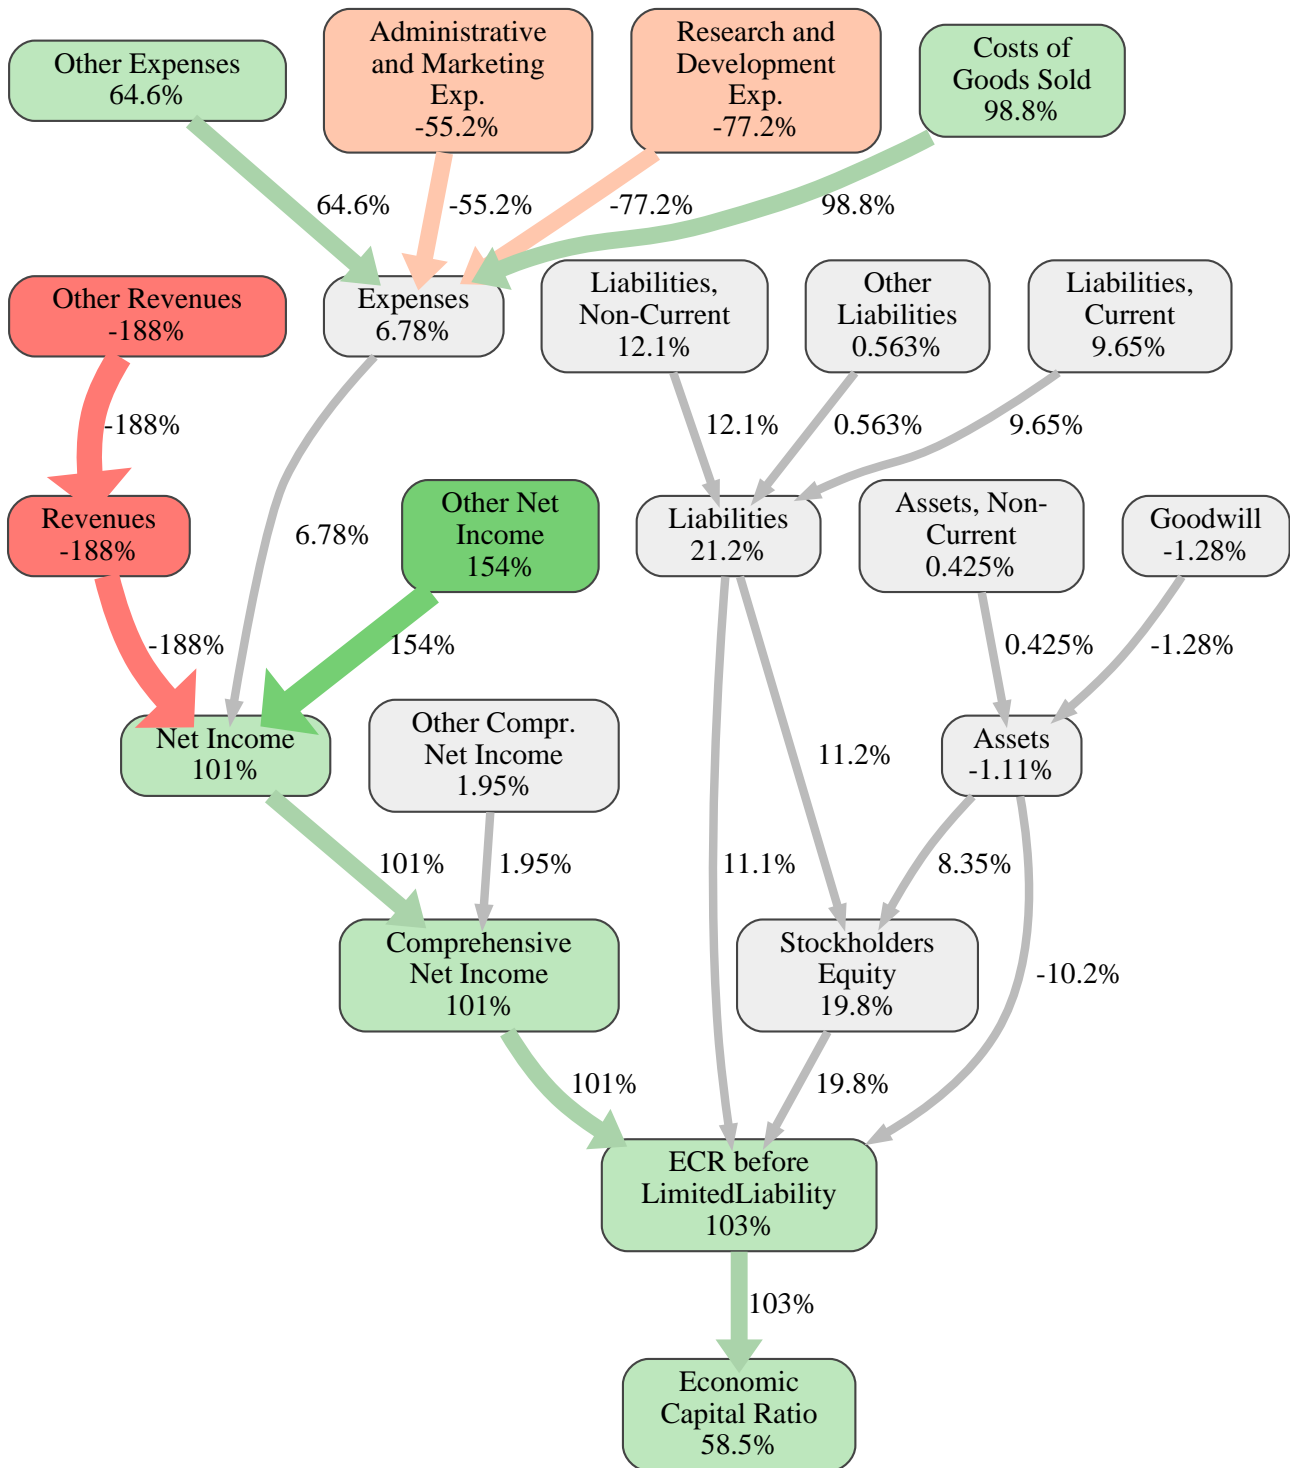 Other Expenses
64.6%
Administrative
and Marketing
Exp.
-55.2%
Research and
Development
Exp.
-77.2%
Costs of
Goods Sold
98.8%
64.6%
-55.2%
-77.2%
98.8%
Other Revenues
-188%
Expenses
6.78%
Liabilities,
Non-Current
12.1%
Other
Liabilities
0.563%
Liabilities,
Current
9.65%
-188%
12.1%
0.563%
9.65%
Revenues
-188%
6.78%
Other Net
Income
154%
Liabilities
21.2%
Assets, Non-
Current
0.425%
Goodwill
-1.28%
-188%
154%
0.425%
-1.28%
Net Income
101%
Other Compr.
Net Income
1.95%
11.2%
Assets
-1.11%
101%
1.95%
11.1%
8.35%
Comprehensive
Net Income
101%
Stockholders
Equity
19.8%
-10.2%
101%
19.8%
ECR before
LimitedLiability
103%
103%
Economic
Capital Ratio
58.5%